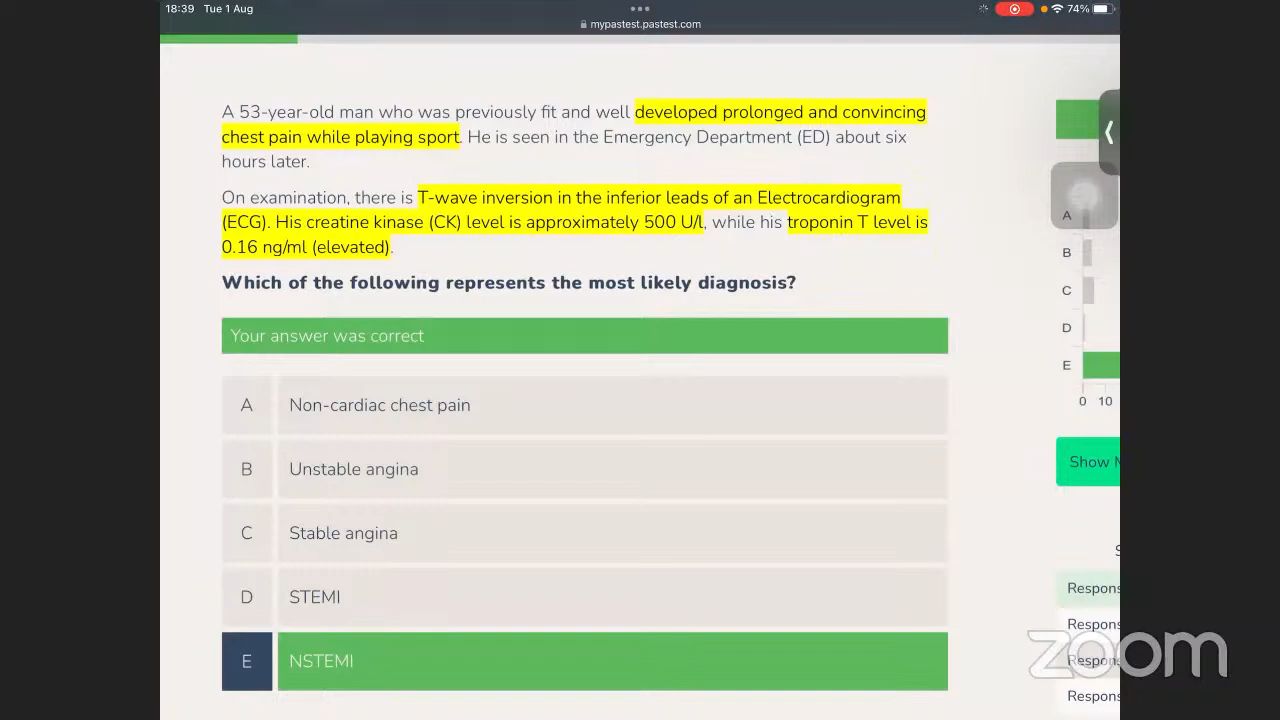 18:39 Tue 1 Aug
74%
mypastest.pastest.com
A 53-year-old man who was previously fit and well developed prolonged and convincing
chest pain while playing sport. He is seen in the Emergency Department (ED) about six
hours later.
On examination, there is T-wave inversion in the inferior leads of an Electrocardiogram
(ECG). His creatine kinase (CK) level is approximately 500 U/l, while his troponin T level is
0.16 ng/ml (elevated).
Which of the following represents the most likely diagnosis?
Your answer was correct
A Non-cardiac chest pain
B Unstable angina
C Stable angina
D STEMI
E NSTEMI
A
B
C
D
E
0 10
Show M
S
Respons
Respons
Respons
Respons
zoom